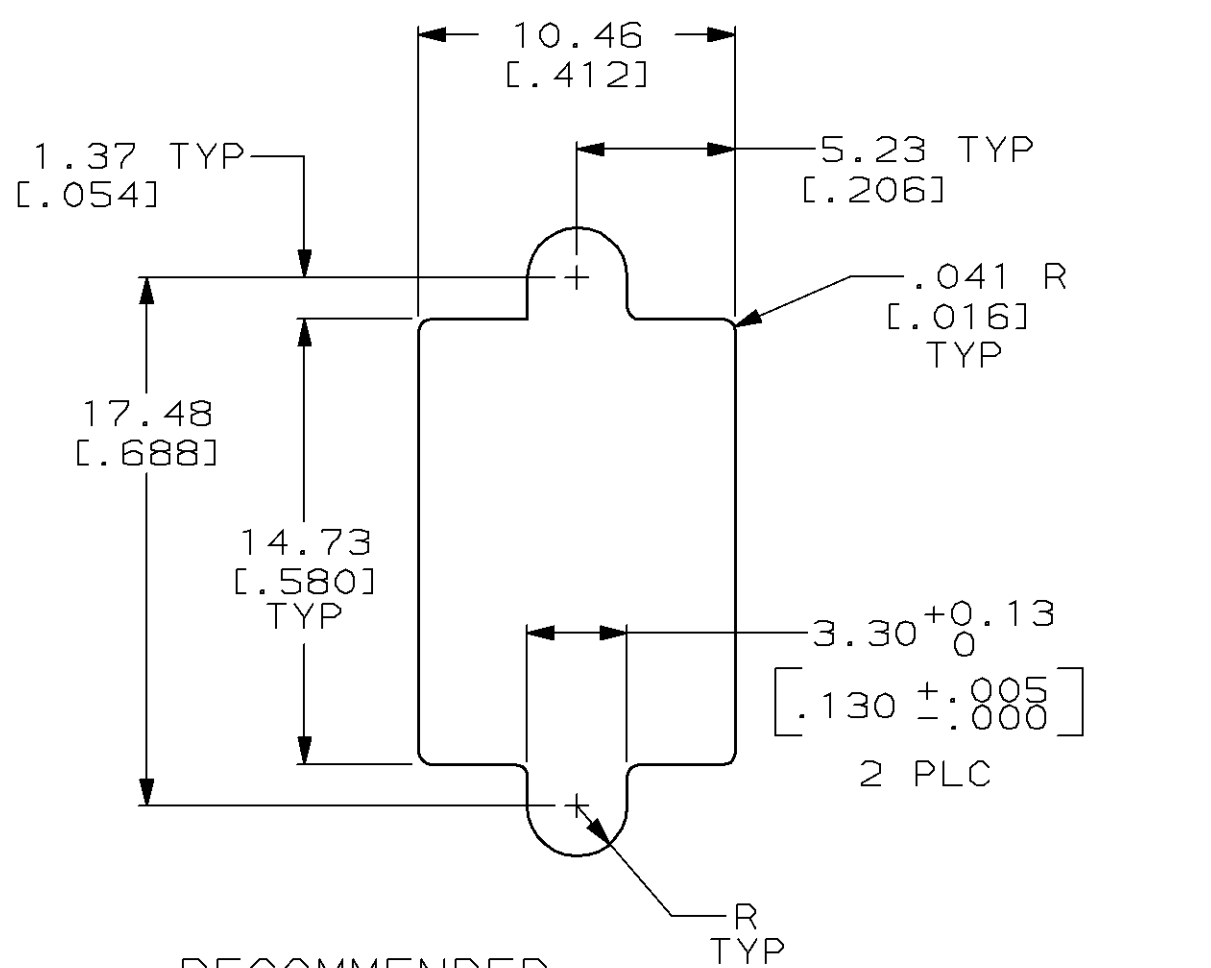 10.46
[.412]
1.37 TYP
[.054]
5.23 TYP
[.206]
.041 R
[.016]
TYP
17.48
[.688]
14.73
[.580]
TYP
3.30 +0.13
0
[.130 +.005
-.000]
2 PLC
R
TYP
RECOMMENDED